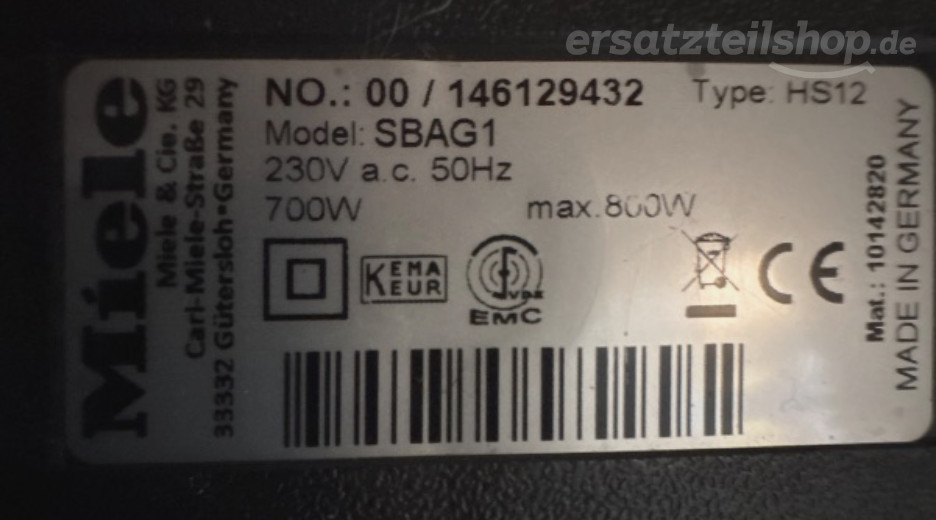 ersatzteilshop.de
Miele
Miele & Cie. KG
Carl-Miele-Straße 29
33332 Gütersloh•Germany
NO.: 00 / 146129432 Type: HS12
Model: SBAG1
230V a.c. 50Hz
700W max.800W
KEMA
KEUR
VDE
EMC
CE
Mat.: 10142820
MADE IN GERMANY